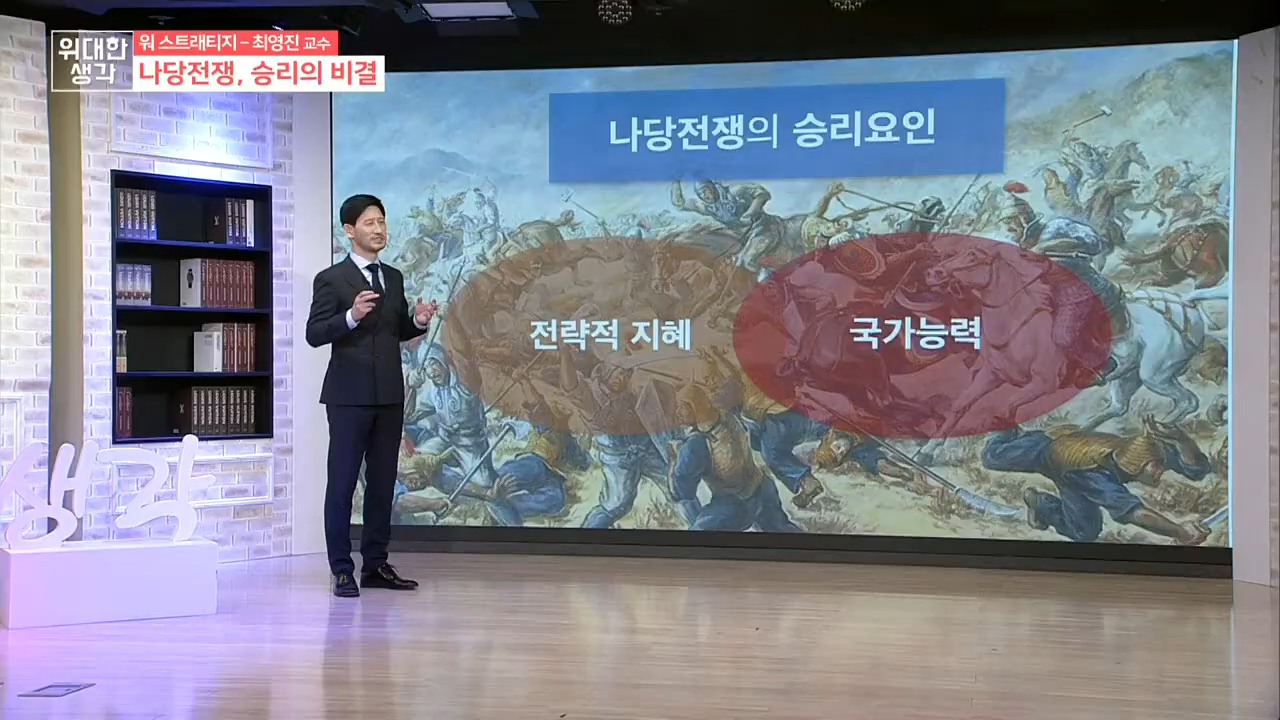 위대한
생각
워 스트래티지 – 최영진 교수
나당전쟁, 승리의 비결
나당전쟁의 승리요인
전략적 지혜
국가능력
생각